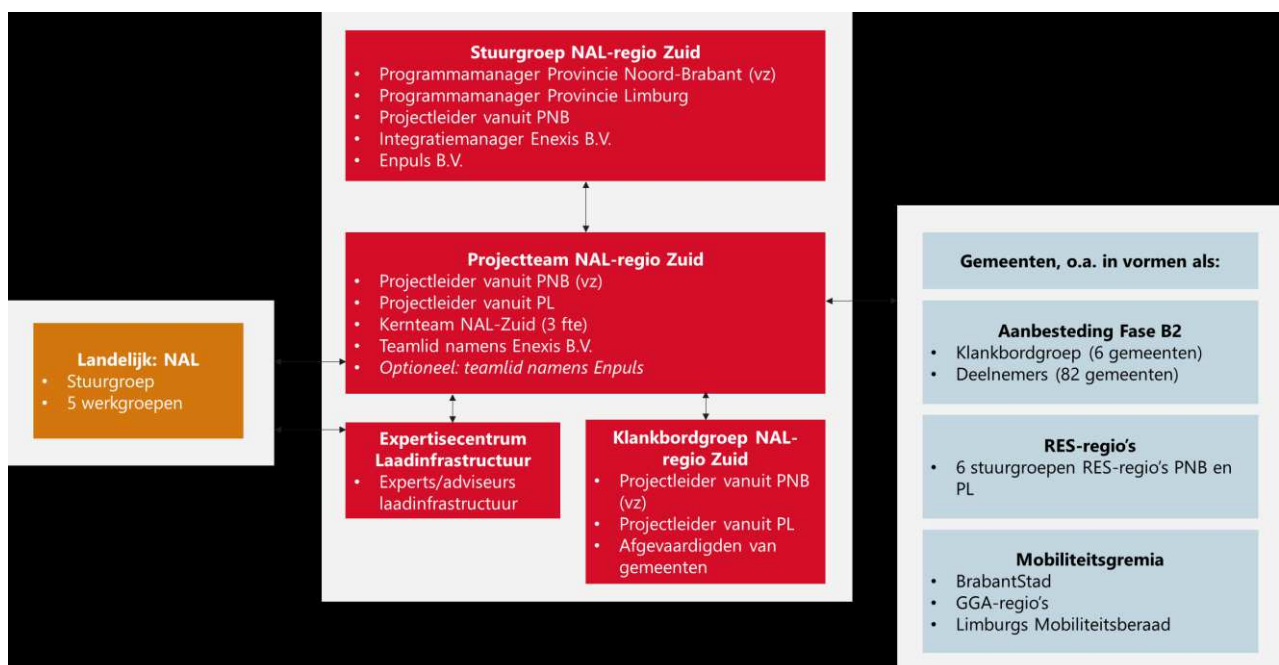 Stuurgroep NAL-regio Zuid
• Programmamanager Provincie Noord-Brabant (vz)
• Programmamanager Provincie Limburg
• Projectleider vanuit PNB
• Integratiemanager Enexis B.V.
• Enpuls B.V.
Projectteam NAL-regio Zuid
• Projectleider vanuit PNB (vz)
• Projectleider vanuit PL
• Kernteam NAL-Zuid (3 fte)
• Teamlid namens Enexis B.V.
• Optioneel: teamlid namens Enpuls
Landelijk: NAL
• Stuurgroep
• 5 werkgroepen
Expertisecentrum
Laadinfrastructuur
• Experts/adviseurs
laadinfrastructuur
Klankbordgroep NAL-
regio Zuid
• Projectleider vanuit PNB
(vz)
• Projectleider vanuit PL
• Afgevaardigden van
gemeenten
Gemeenten, o.a. in vormen als:
Aanbesteding Fase B2
• Klankbordgroep (6 gemeenten)
• Deelnemers (82 gemeenten)
RES-regio's
• 6 stuurgroepen RES-regio's PNB en
PL
Mobiliteitsgremia
• BrabantStad
• GGA-regio's
• Limburgs Mobiliteitsberaad